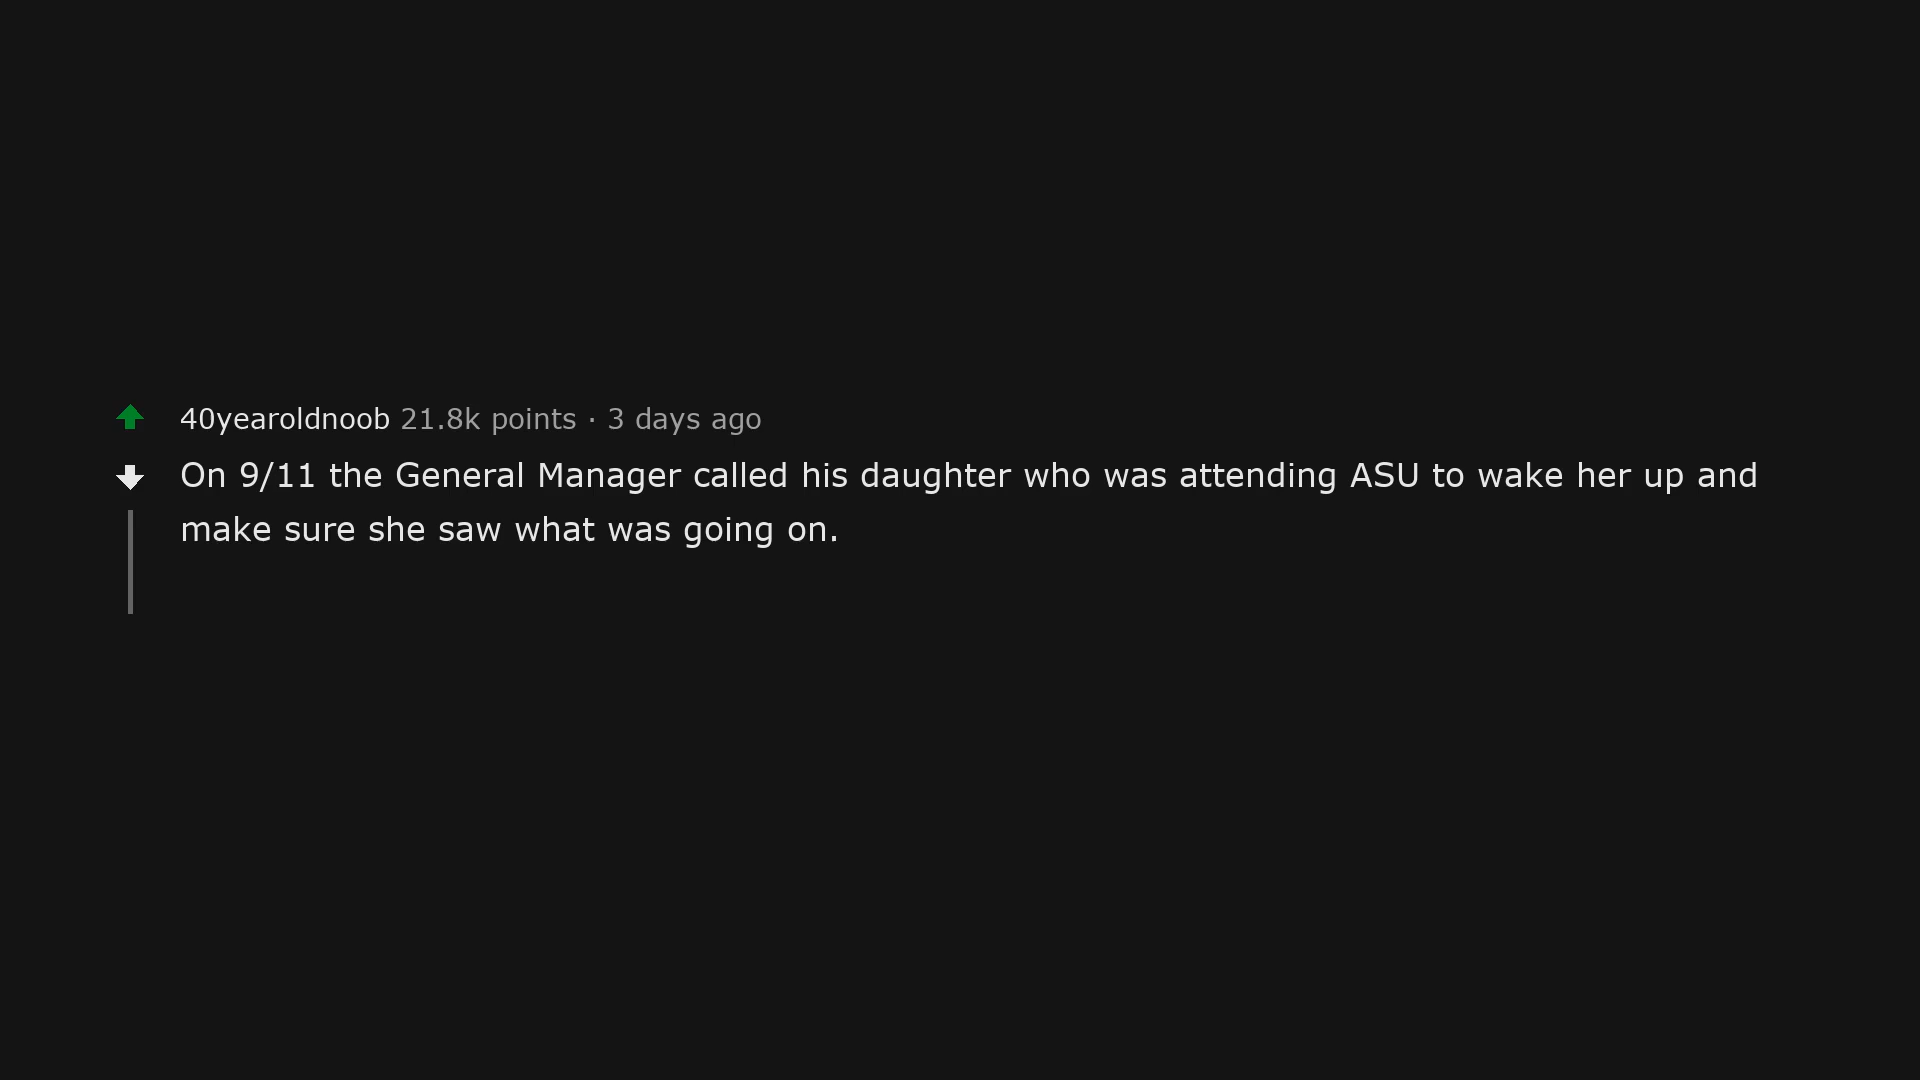 40yearoldnoob 21.8k points · 3 days ago
On 9/11 the General Manager called his daughter who was attending ASU to wake her up and
make sure she saw what was going on.